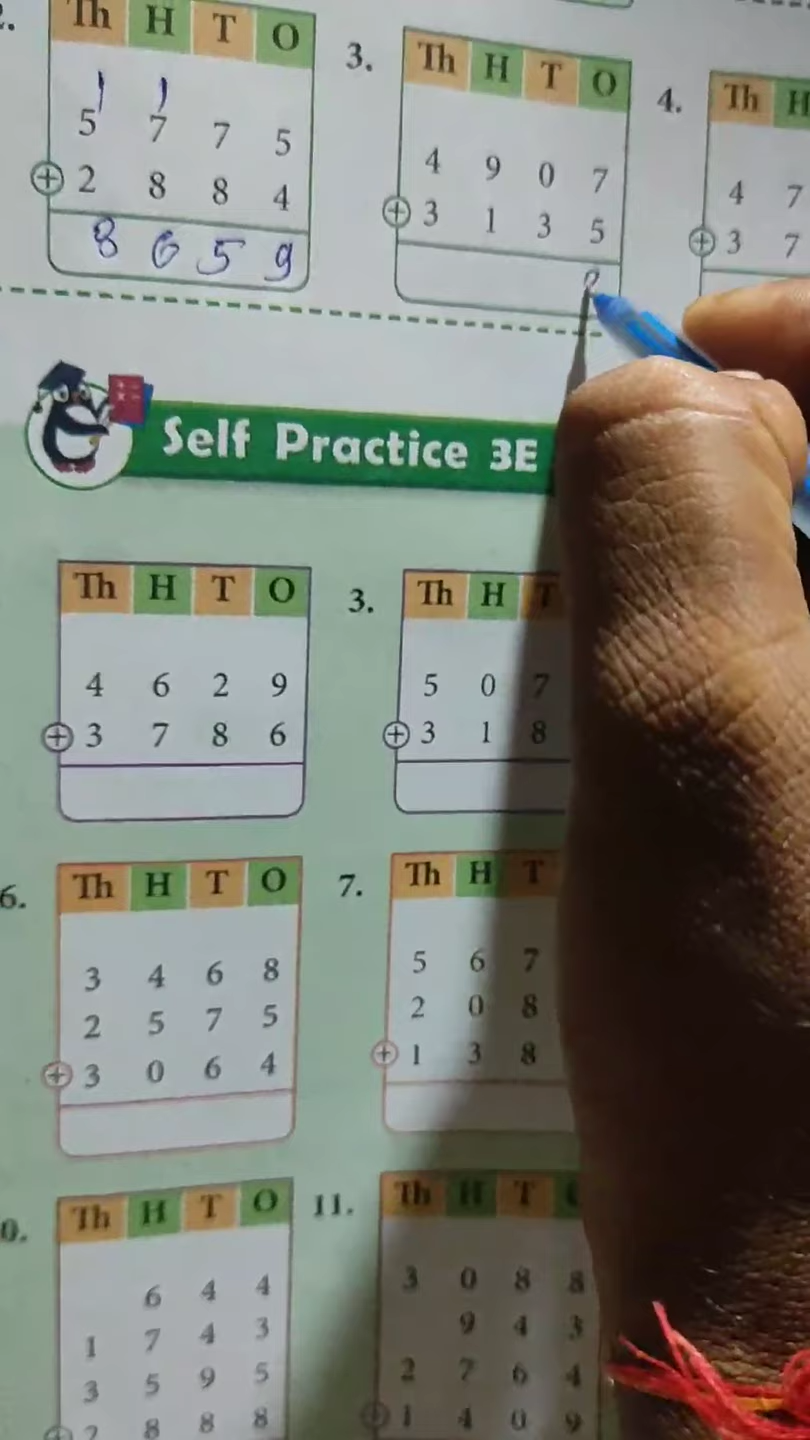 2.
Th H T O
1 1
5 7 7 5
+ 2 8 8 4
8 6 5 9
3.
Th H T O
4 9 0 7
+ 3 1 3 5
4.
Th H
4 7
+ 3 7
Self Practice 3E
Th H T O
4 6 2 9
+ 3 7 8 6
3.
Th H T
5 0 7
+ 3 1 8
6.
Th H T O
3 4 6 8
2 5 7 5
+ 3 0 6 4
7.
Th H T
5 6 7
2 0 8
+ 1 3 8
0.
Th H T O
6 4 4
1 7 4 3
3 5 9 5
+ 2 8 8 8
11.
Th H T
3 0 8 8
9 4 3
2 7 6 4
+ 1 4 0 9